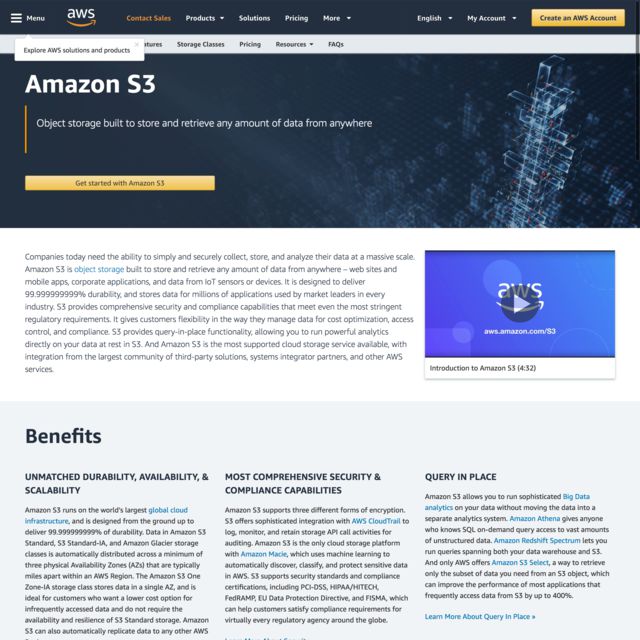 Menu
aws
Contact Sales
Products
Solutions
Pricing
More
English
My Account
Create an AWS Account
Explore AWS solutions and products
atures
Storage Classes
Pricing
Resources
FAQs
Amazon S3
Object storage built to store and retrieve any amount of data from anywhere
Get started with Amazon S3
Companies today need the ability to simply and securely collect, store, and analyze their data at a massive scale.
Amazon S3 is object storage built to store and retrieve any amount of data from anywhere – web sites and
mobile apps, corporate applications, and data from IoT sensors or devices. It is designed to deliver
99.999999999% durability, and stores data for millions of applications used by market leaders in every
industry. S3 provides comprehensive security and compliance capabilities that meet even the most stringent
regulatory requirements. It gives customers flexibility in the way they manage data for cost optimization, access
control, and compliance. S3 provides query-in-place functionality, allowing you to run powerful analytics
directly on your data at rest in S3. And Amazon S3 is the most supported cloud storage service available, with
integration from the largest community of third-party solutions, systems integrator partners, and other AWS
services.
aws
aws.amazon.com/S3
Introduction to Amazon S3 (4:32)
Benefits
UNMATCHED DURABILITY, AVAILABILITY, &
SCALABILITY
Amazon S3 runs on the world's largest global cloud
infrastructure, and is designed from the ground up to
deliver 99.999999999% of durability. Data in Amazon S3
Standard, S3 Standard-IA, and Amazon Glacier storage
classes is automatically distributed across a minimum of
three physical Availability Zones (AZs) that are typically
miles apart within an AWS Region. The Amazon S3 One
Zone-IA storage class stores data in a single AZ, and is
ideal for customers who want a lower cost option for
infrequently accessed data and do not require the
availability and resilience of S3 Standard storage. Amazon
S3 can also automatically replicate data to any other AWS
MOST COMPREHENSIVE SECURITY &
COMPLIANCE CAPABILITIES
Amazon S3 supports three different forms of encryption.
S3 offers sophisticated integration with AWS CloudTrail to
log, monitor, and retain storage API call activities for
auditing. Amazon S3 is the only cloud storage platform
with Amazon Macie, which uses machine learning to
automatically discover, classify, and protect sensitive data
in AWS. S3 supports security standards and compliance
certifications, including PCI-DSS, HIPAA/HITECH,
FedRAMP, EU Data Protection Directive, and FISMA, which
can help customers satisfy compliance requirements for
virtually every regulatory agency around the globe.
QUERY IN PLACE
Amazon S3 allows you to run sophisticated Big Data
analytics on your data without moving the data into a
separate analytics system. Amazon Athena gives anyone
who knows SQL on-demand query access to vast amounts
of unstructured data. Amazon Redshift Spectrum lets you
run queries spanning both your data warehouse and S3.
And only AWS offers Amazon S3 Select, a way to retrieve
only the subset of data you need from an S3 object, which
can improve the performance of most applications that
frequently access data from S3 by up to 400%.
Learn More About Query In Place »